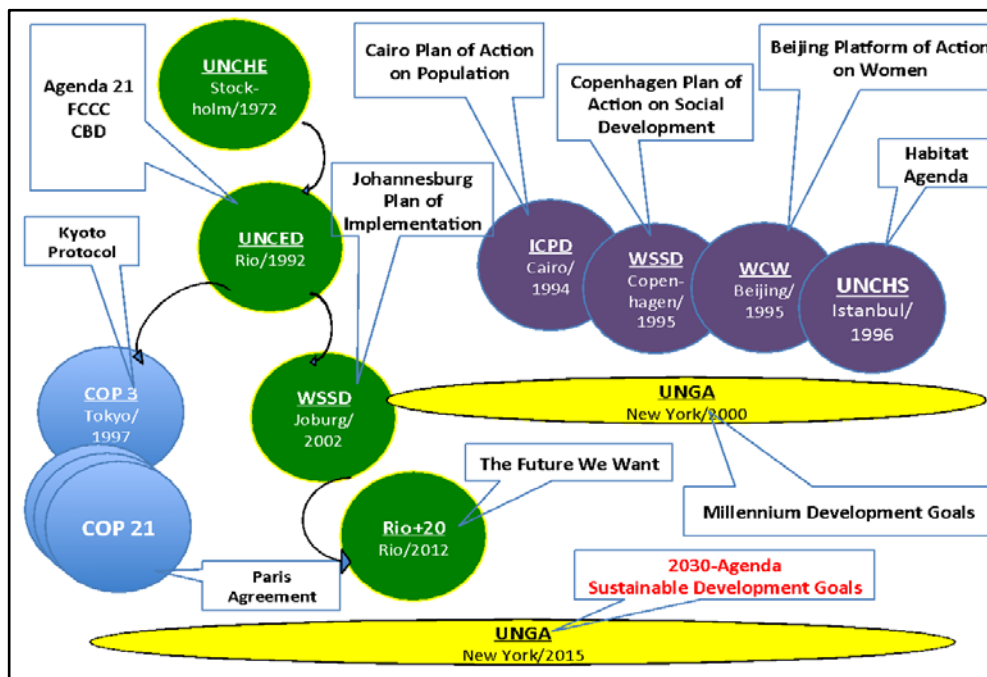 UNCHE
Stock-
holm/1972
Agenda 21
FCCC
CBD
Cairo Plan of Action
on Population
Copenhagen Plan of
Action on Social
Development
Beijing Platform of Action
on Women
Habitat
Agenda
Johannesburg
Plan of
Implementation
UNCED
Rio/1992
Kyoto
Protocol
ICPD
Cairo/
1994
WSSD
Copen-
hagen/
1995
WCW
Beijing/
1995
UNCHS
Istanbul/
1996
COP 3
Tokyo/
1997
WSSD
Joburg/
2002
UNGA
New York/2000
The Future We Want
Millennium Development Goals
COP 21
Rio+20
Rio/2012
Paris
Agreement
2030-Agenda
Sustainable Development Goals
UNGA
New York/2015